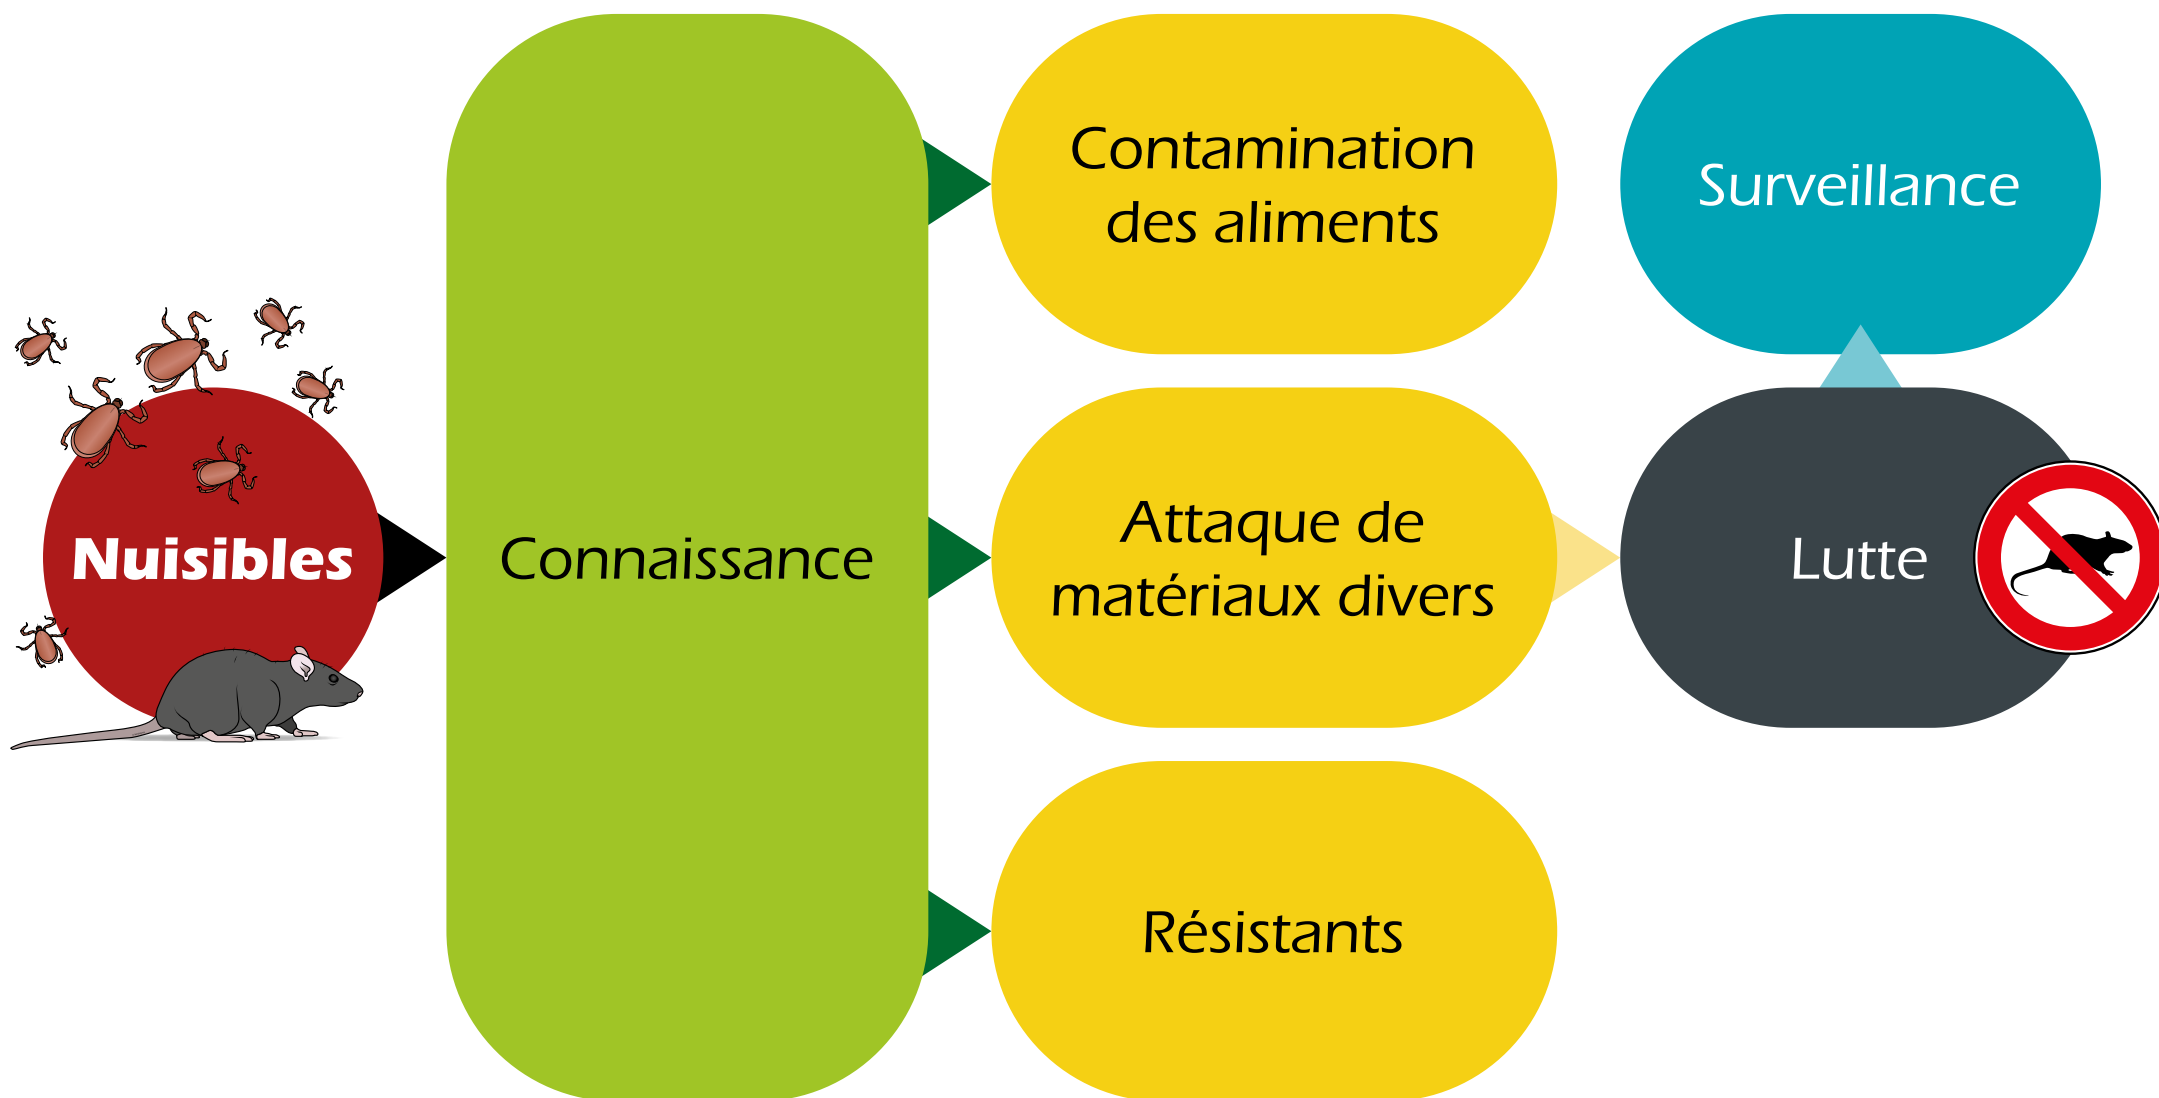 Nuisibles
Connaissance
Contamination
des aliments
Attaque de
matériaux divers
Résistants
Surveillance
Lutte